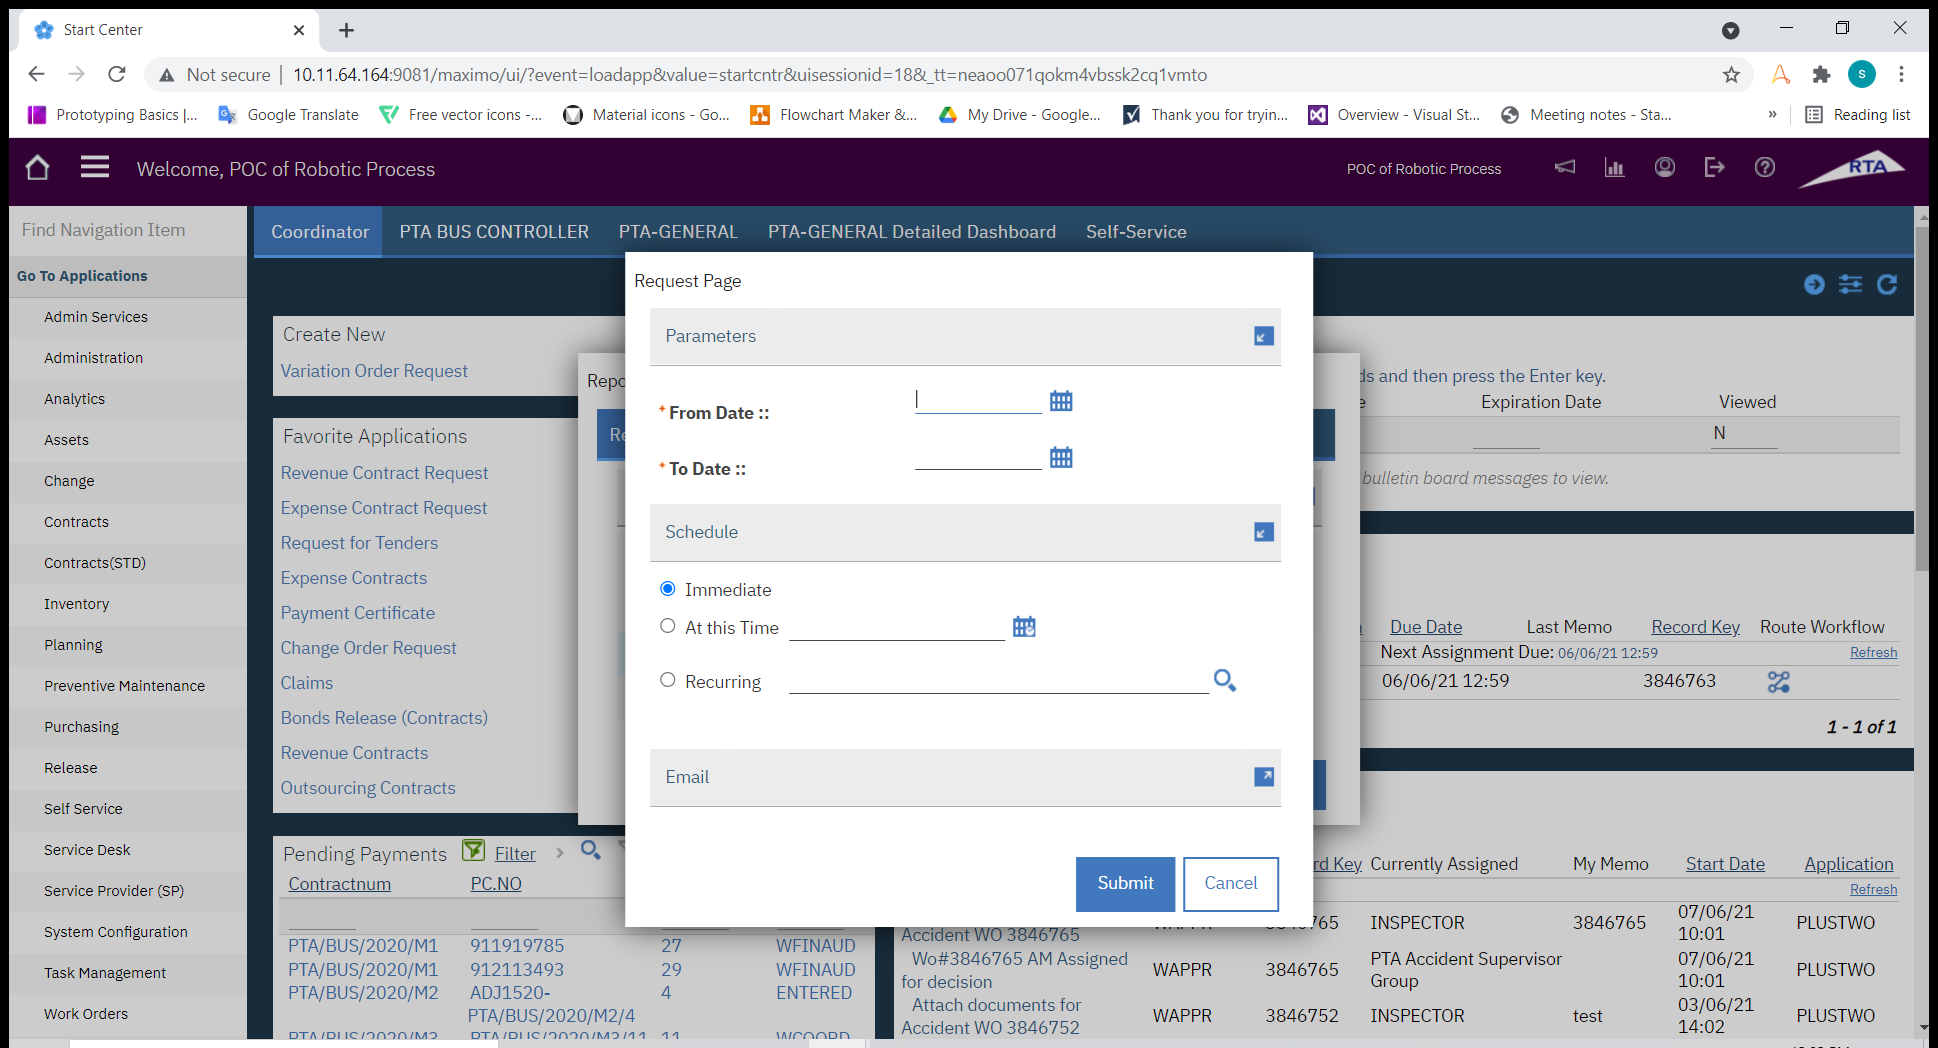 Start Center
Not secure | 10.11.64.164:9081/maximo/ui/?event=loadapp&value=startcntr&uisessionid=18&_tt=neaoo071qokm4vbssk2cq1vmto
Prototyping Basics |... Google Translate Free vector icons -... Material icons - Go... Flowchart Maker &... My Drive - Google... Thank you for tryin... Overview - Visual St... Meeting notes - Sta... » Reading list
Welcome, POC of Robotic Process
POC of Robotic Process
RTA
Find Navigation Item
Go To Applications
Admin Services
Administration
Analytics
Assets
Change
Contracts
Contracts(STD)
Inventory
Planning
Preventive Maintenance
Purchasing
Release
Self Service
Service Desk
Service Provider (SP)
System Configuration
Task Management
Work Orders
Coordinator PTA BUS CONTROLLER PTA-GENERAL PTA-GENERAL Detailed Dashboard Self-Service
Create New
Variation Order Request
Favorite Applications
Revenue Contract Request
Expense Contract Request
Request for Tenders
Expense Contracts
Payment Certificate
Change Order Request
Claims
Bonds Release (Contracts)
Revenue Contracts
Outsourcing Contracts
Pending Payments Filter
Contractnum PC.NO
PTA/BUS/2020/M1 911919785 27 WFINAUD
PTA/BUS/2020/M1 912113493 29 WFINAUD
PTA/BUS/2020/M2 ADJ1520- 4 ENTERED
PTA/BUS/2020/M2/4
PTA/BUS/2020/M3 PTA/BUS/2020/M3/11 11 WCOORD
Repo
Re
Request Page
Parameters
* From Date ::
* To Date ::
Schedule
Immediate
At this Time
Recurring
Email
Submit Cancel
ds and then press the Enter key.
e Expiration Date Viewed
N
bulletin board messages to view.
Due Date Last Memo Record Key Route Workflow
Next Assignment Due: 06/06/21 12:59 Refresh
06/06/21 12:59 3846763
1 - 1 of 1
rd Key Currently Assigned My Memo Start Date Application
Refresh
Accident WO 3846765 WAPPR 3846765 INSPECTOR 3846765 07/06/21 10:01 PLUSTWO
Wo#3846765 AM Assigned for decision WAPPR 3846765 PTA Accident Supervisor Group 07/06/21 10:01 PLUSTWO
Attach documents for Accident WO 3846752 WAPPR 3846752 INSPECTOR test 03/06/21 14:02 PLUSTWO